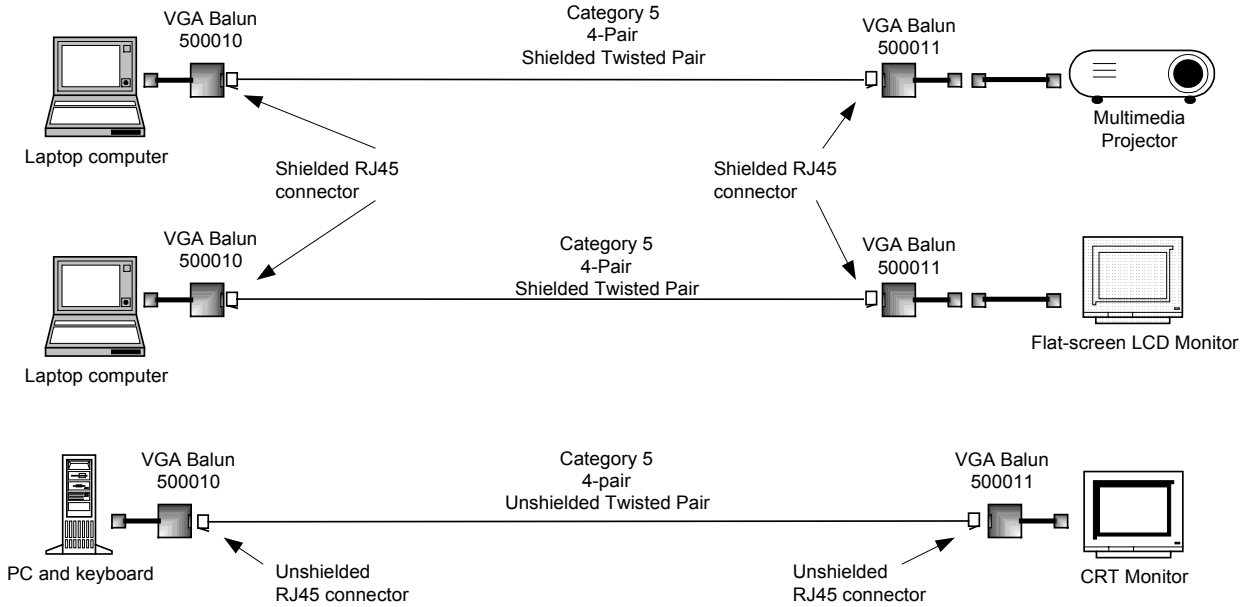 VGA Balun
500010
Category 5
4-Pair
Shielded Twisted Pair
VGA Balun
500011
Laptop computer
Multimedia
Projector
Shielded RJ45
connector
Shielded RJ45
connector
VGA Balun
500010
Category 5
4-Pair
Shielded Twisted Pair
VGA Balun
500011
Laptop computer
Flat-screen LCD Monitor
VGA Balun
500010
Category 5
4-pair
Unshielded Twisted Pair
VGA Balun
500011
PC and keyboard
Unshielded
RJ45 connector
Unshielded
RJ45 connector
CRT Monitor